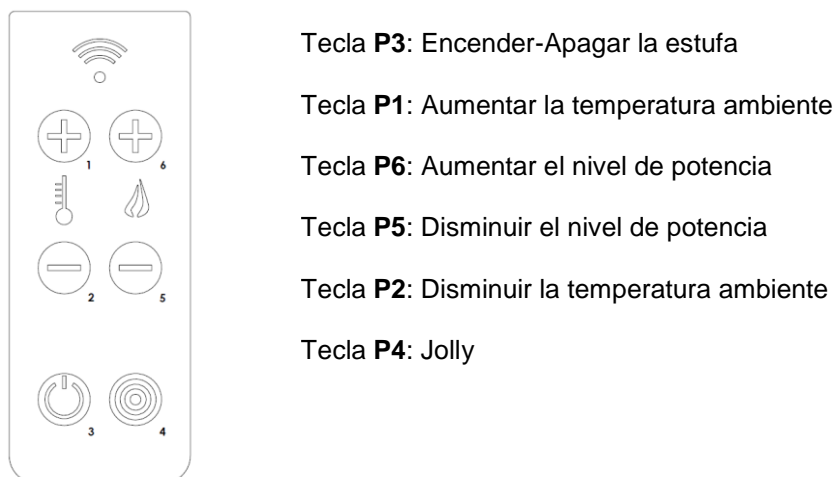 Tecla P3: Encender-Apagar la estufa
Tecla P1: Aumentar la temperatura ambiente
Tecla P6: Aumentar el nivel de potencia
Tecla P5: Disminuir el nivel de potencia
Tecla P2: Disminuir la temperatura ambiente
Tecla P4: Jolly
1 6
2 5
3 4